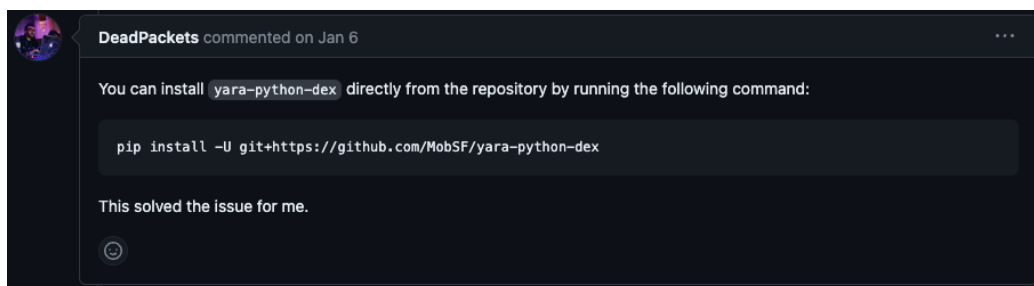 DeadPackets commented on Jan 6
You can install yara-python-dex directly from the repository by running the following command:
pip install -U git+https://github.com/MobSF/yara-python-dex
This solved the issue for me.